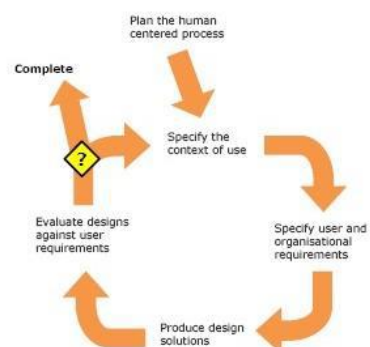 Plan the human
centered process
Complete
Specify the
context of use
?
Evaluate designs
against user
requirements
Specify user and
organisational
requirements
Produce design
solutions